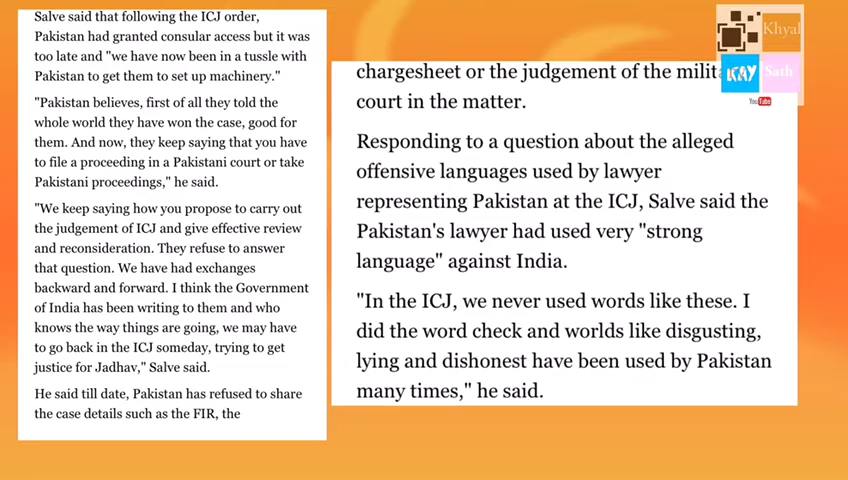 Salve said that following the ICJ order,
Pakistan had granted consular access but it was
too late and "we have now been in a tussle with
Pakistan to get them to set up machinery."
"Pakistan believes, first of all they told the
whole world they have won the case, good for
them. And now, they keep saying that you have
to file a proceeding in a Pakistani court or take
Pakistani proceedings," he said.
"We keep saying how you propose to carry out
the judgement of ICJ and give effective review
and reconsideration. They refuse to answer
that question. We have had exchanges
backward and forward. I think the Government
of India has been writing to them and who
knows the way things are going, we may have
to go back in the ICJ someday, trying to get
justice for Jadhav," Salve said.
He said till date, Pakistan has refused to share
the case details such as the FIR, the
chargesheet or the judgement of the milit
court in the matter.
Responding to a question about the alleged
offensive languages used by lawyer
representing Pakistan at the ICJ, Salve said the
Pakistan's lawyer had used very "strong
language" against India.
"In the ICJ, we never used words like these. I
did the word check and worlds like disgusting,
lying and dishonest have been used by Pakistan
many times," he said.
Khyal
KAY Sath
YouTube